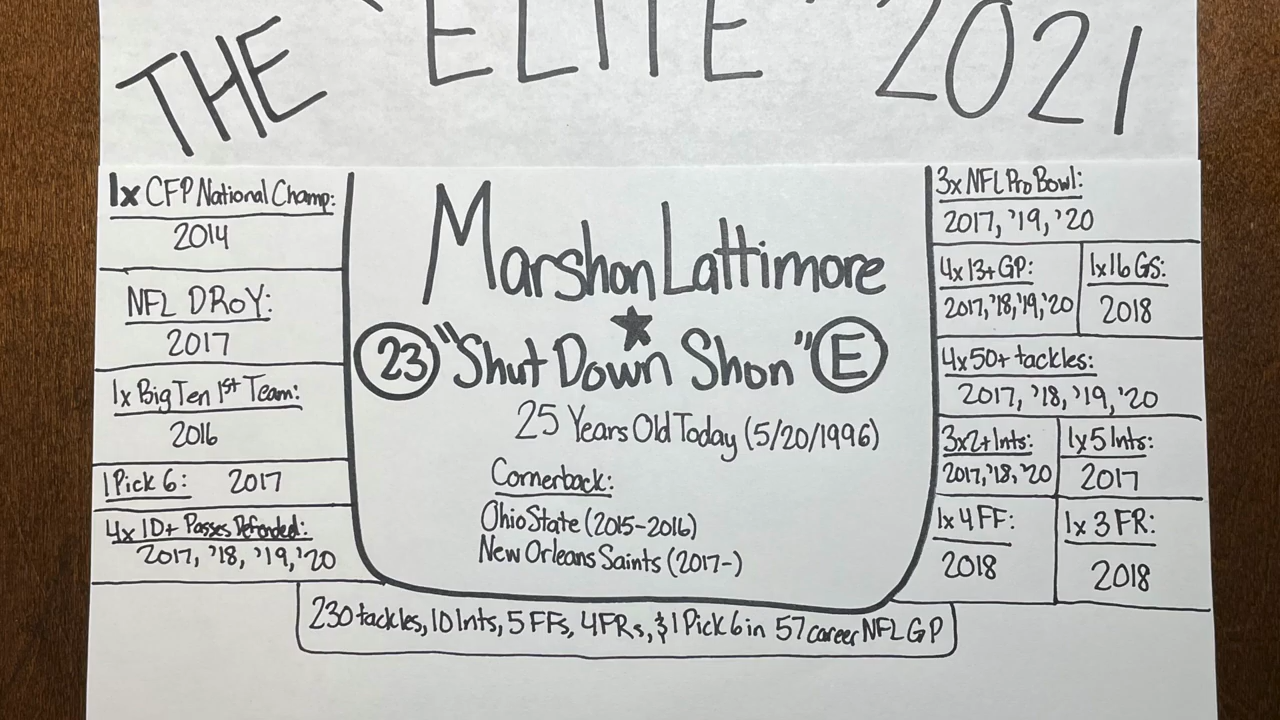 THE "ELITE" 2021
1x CFP National Champ:
2014
NFL DROY:
2017
1x Big Ten 1st Team:
2016
1 Pick 6: 2017
4x 10+ Passes Defended:
2017, '18, '19, '20
Marshon Lattimore
★
23 "Shut Down Shon" E
25 Years Old Today (5/20/1996)
Cornerback:
Ohio State (2015-2016)
New Orleans Saints (2017-)
3x NFL Pro Bowl:
2017, '19, '20
4x 13+ GP:
2017, '18, '19, '20
1x 16 GS:
2018
4x 50+ tackles:
2017, '18, '19, '20
3x 2+ Ints:
2017, '18, '20
1x 5 Ints:
2017
1x 4 FF:
2018
1x 3 FR:
2018
230 tackles, 10 Ints, 5 FFs, 4 FRs, & 1 Pick 6 in 57 career NFL GP